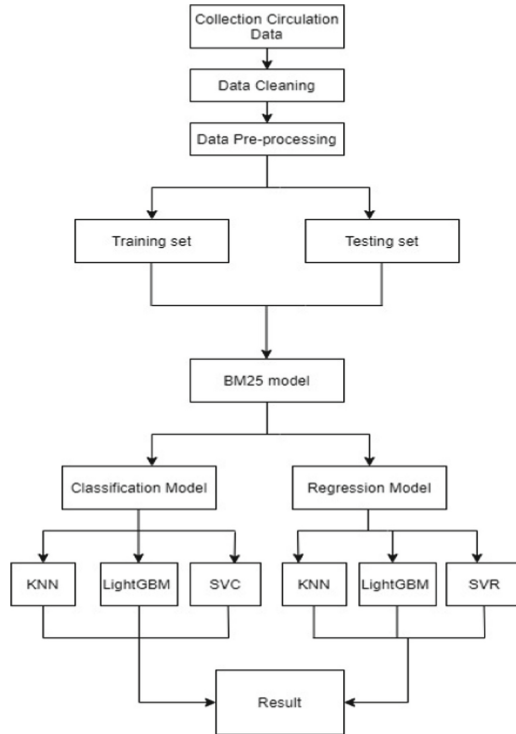 Collection Circulation
Data
Data Cleaning
Data Pre-processing
Training set
Testing set
BM25 model
Classification Model
Regression Model
KNN
LightGBM
SVC
KNN
LightGBM
SVR
Result